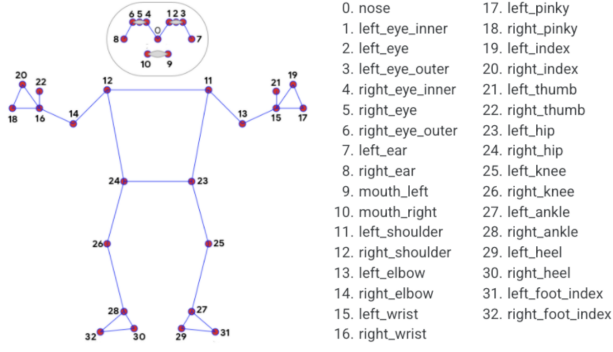 6 5 4 1 2 3
0
8 7
10 9
20 22 12 11 21 19
18 16 14 13 15 17
24 23
26 25
28 27
32 30 29 31
0. nose
1. left_eye_inner
2. left_eye
3. left_eye_outer
4. right_eye_inner
5. right_eye
6. right_eye_outer
7. left_ear
8. right_ear
9. mouth_left
10. mouth_right
11. left_shoulder
12. right_shoulder
13. left_elbow
14. right_elbow
15. left_wrist
16. right_wrist
17. left_pinky
18. right_pinky
19. left_index
20. right_index
21. left_thumb
22. right_thumb
23. left_hip
24. right_hip
25. left_knee
26. right_knee
27. left_ankle
28. right_ankle
29. left_heel
30. right_heel
31. left_foot_index
32. right_foot_index